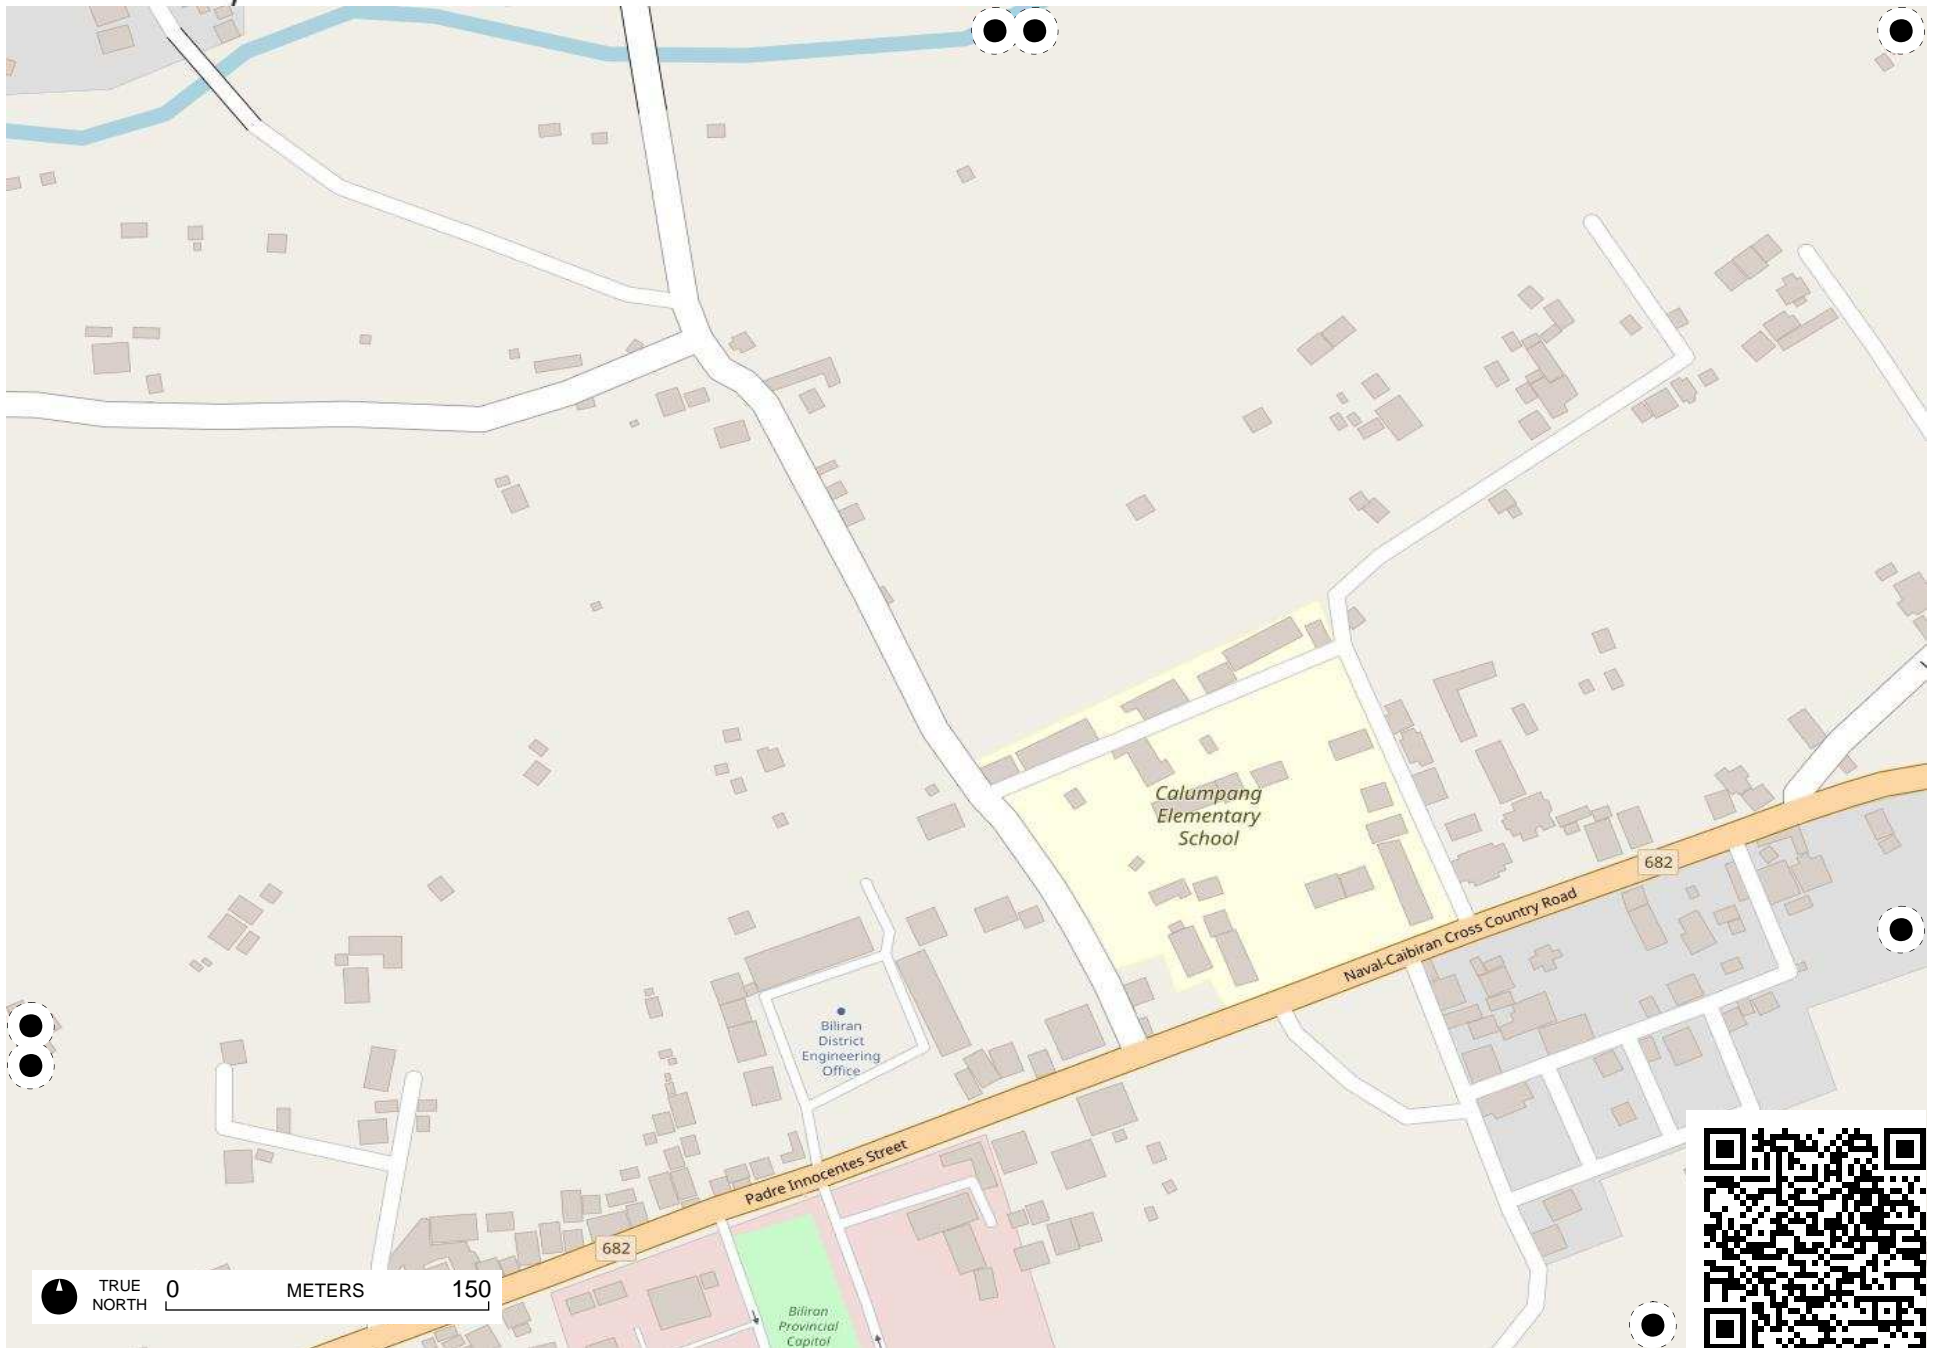 Calumpang
Elementary
School
682
Naval-Caibiran Cross Country Road
Biliran
District
Engineering
Office
Padre Innocentes Street
682
TRUE
NORTH
0 METERS 150
Biliran
Provincial
Capitol